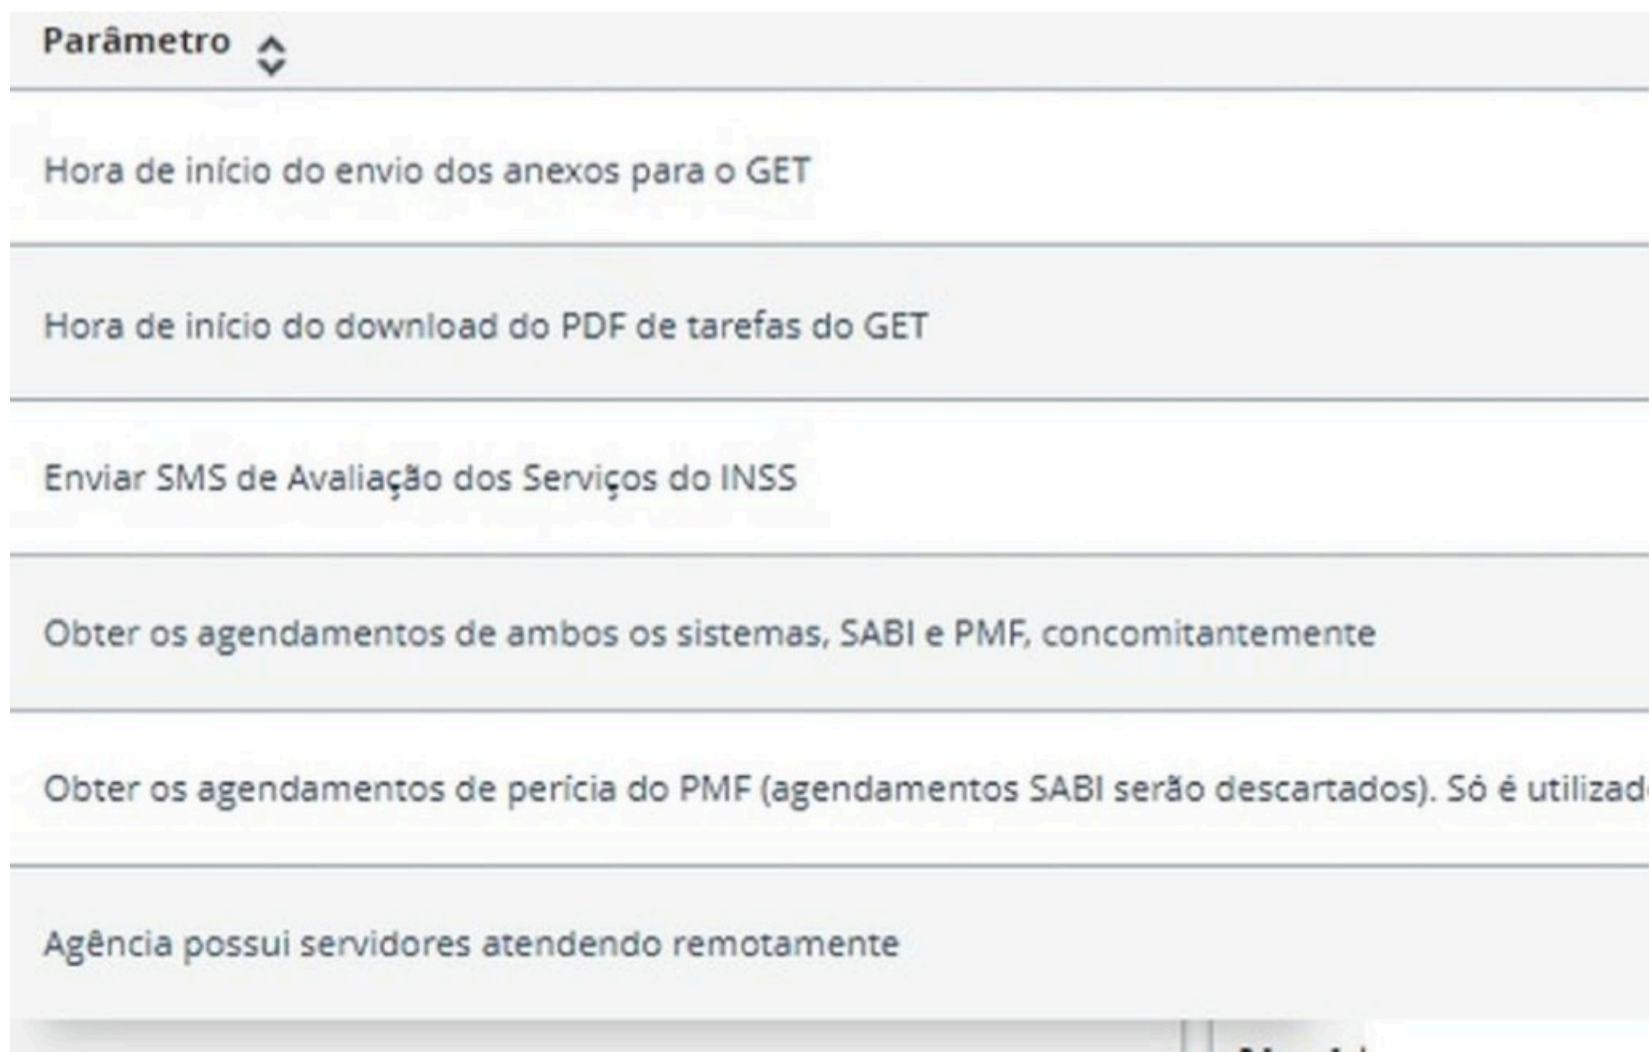 Parâmetro
Hora de início do envio dos anexos para o GET
Hora de início do download do PDF de tarefas do GET
Enviar SMS de Avaliação dos Serviços do INSS
Obter os agendamentos de ambos os sistemas, SABI e PMF, concomitantemente
Obter os agendamentos de perícia do PMF (agendamentos SABI serão descartados). Só é
Agência possui servidores atendendo remotamente